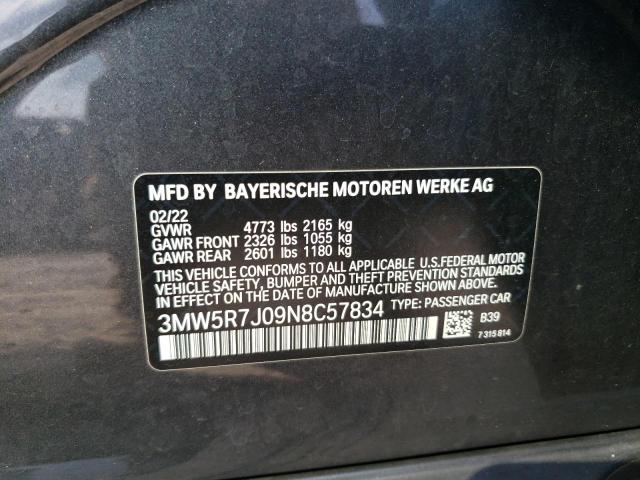 MFD BY BAYERISCHE MOTOREN WERKE AG
02/22
GVWR 4773 lbs 2165 kg
GAWR FRONT 2326 lbs 1055 kg
GAWR REAR 2601 lbs 1180 kg
THIS VEHICLE CONFORMS TO ALL APPLICABLE U.S.FEDERAL MOTOR
VEHICLE SAFETY, BUMPER AND THEFT PREVENTION STANDARDS
IN EFFECT ON THE DATE OF MANUFACTURE SHOWN ABOVE.
3MW5R7J09N8C57834 TYPE: PASSENGER CAR
B39
7 315 814